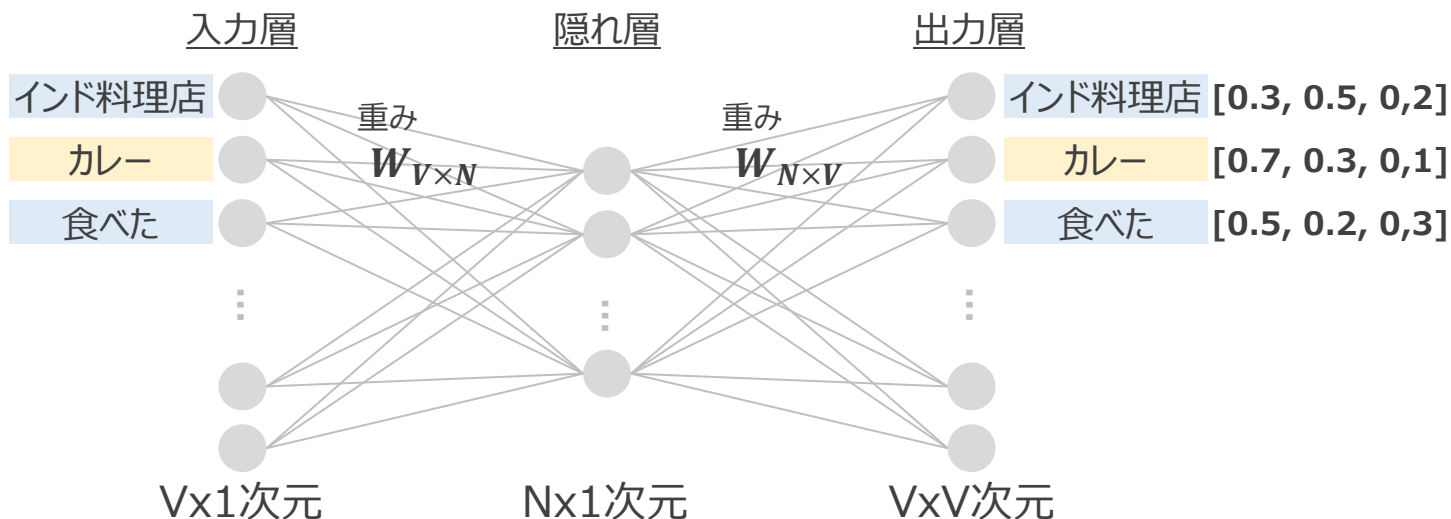 入力層
隠れ層
出力層
インド料理店
重み
重み
インド料理店 [0.3, 0.5, 0,2]
カレー
W_{V×N}
W_{N×V}
カレー [0.7, 0.3, 0,1]
食べた
食べた [0.5, 0.2, 0,3]
Vx1次元
Nx1次元
VxV次元